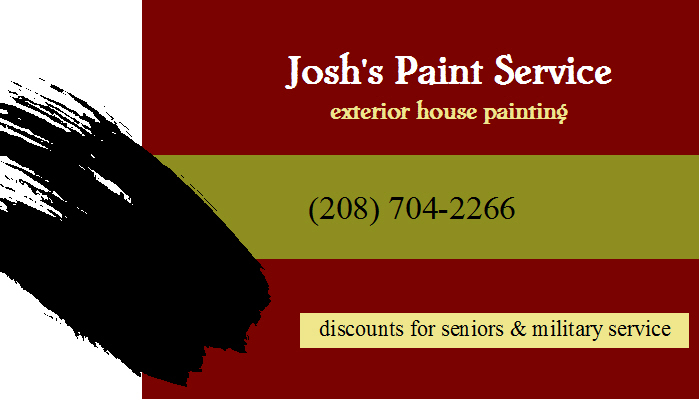 Josh's Paint Service
exterior house painting
(208) 704-2266
discounts for seniors & military service